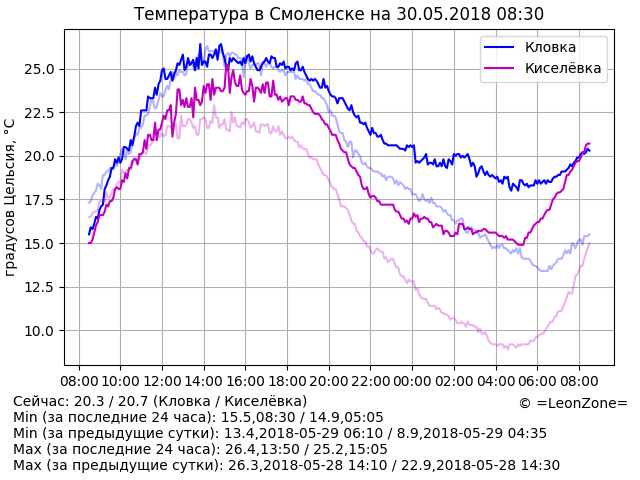 Температура в Смоленске на 30.05.2018 08:30
Кловка
Киселёвка
градусов Цельсия, °C
25.0
22.5
20.0
17.5
15.0
12.5
10.0
08:00 10:00 12:00 14:00 16:00 18:00 20:00 22:00 00:00 02:00 04:00 06:00 08:00
Сейчас: 20.3 / 20.7 (Кловка / Киселёвка)
© =LeonZone=
Min (за последние 24 часа): 15.5,08:30 / 14.9,05:05
Min (за предыдущие сутки): 13.4,2018-05-29 06:10 / 8.9,2018-05-29 04:35
Max (за последние 24 часа): 26.4,13:50 / 25.2,15:05
Max (за предыдущие сутки): 26.3,2018-05-28 14:10 / 22.9,2018-05-28 14:30